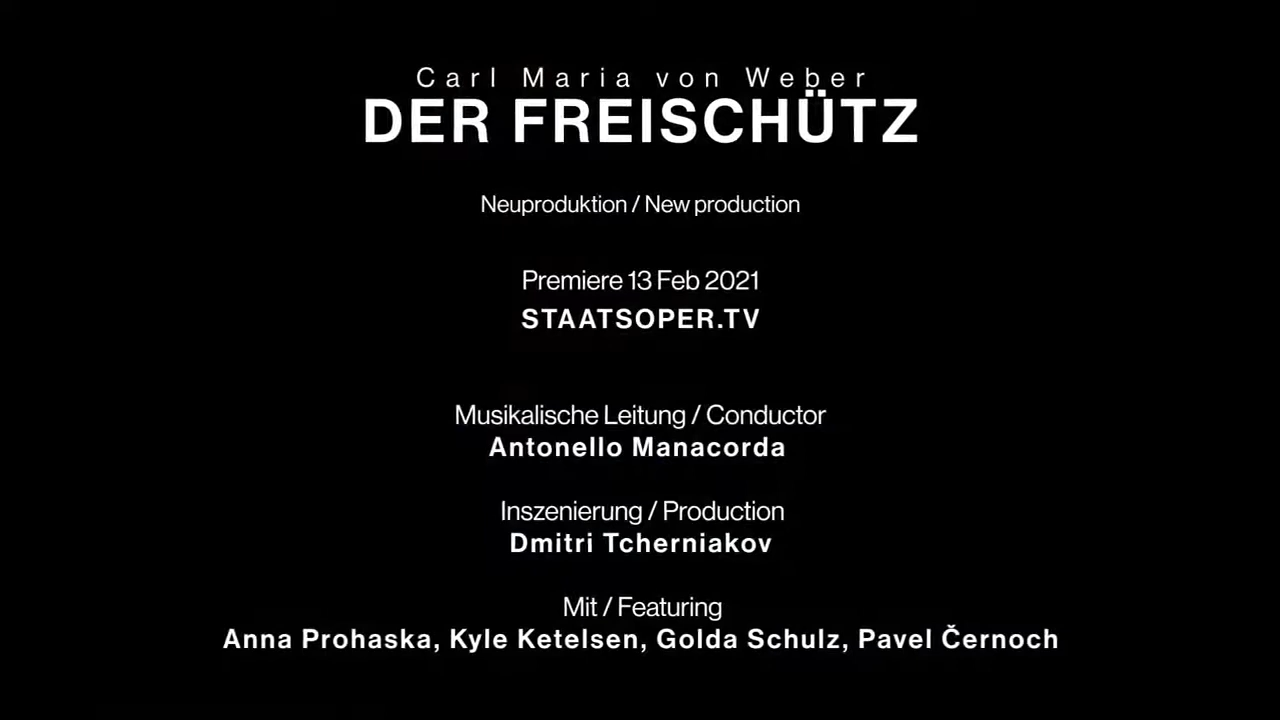 Carl Maria von Weber
DER FREISCHÜTZ
Neuproduktion / New production
Premiere 13 Feb 2021
STAATSOPER.TV
Musikalische Leitung / Conductor
Antonello Manacorda
Inszenierung / Production
Dmitri Tcherniakov
Mit / Featuring
Anna Prohaska, Kyle Ketelsen, Golda Schulz, Pavel Černoch